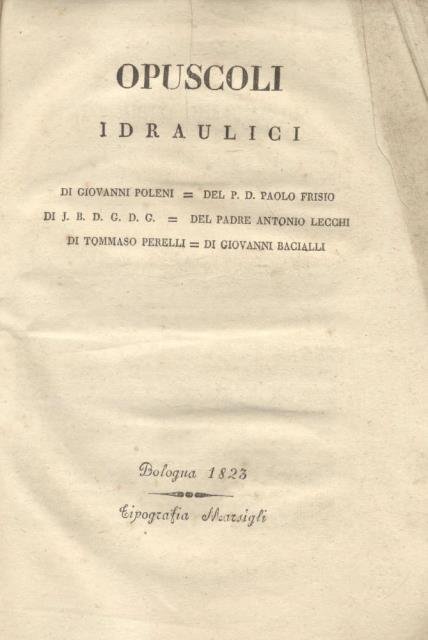 OPUSCOLI
IDRAULICI
DI GIOVANNI POLENI = DEL P. D. PAOLO FRISIO
DI J. B. D. G. D. G. = DEL PADRE ANTONIO LECCHI
DI TOMMASO PERELLI = DI GIOVANNI BACIALLI
Bologna 1823
Tipografia Marsigli